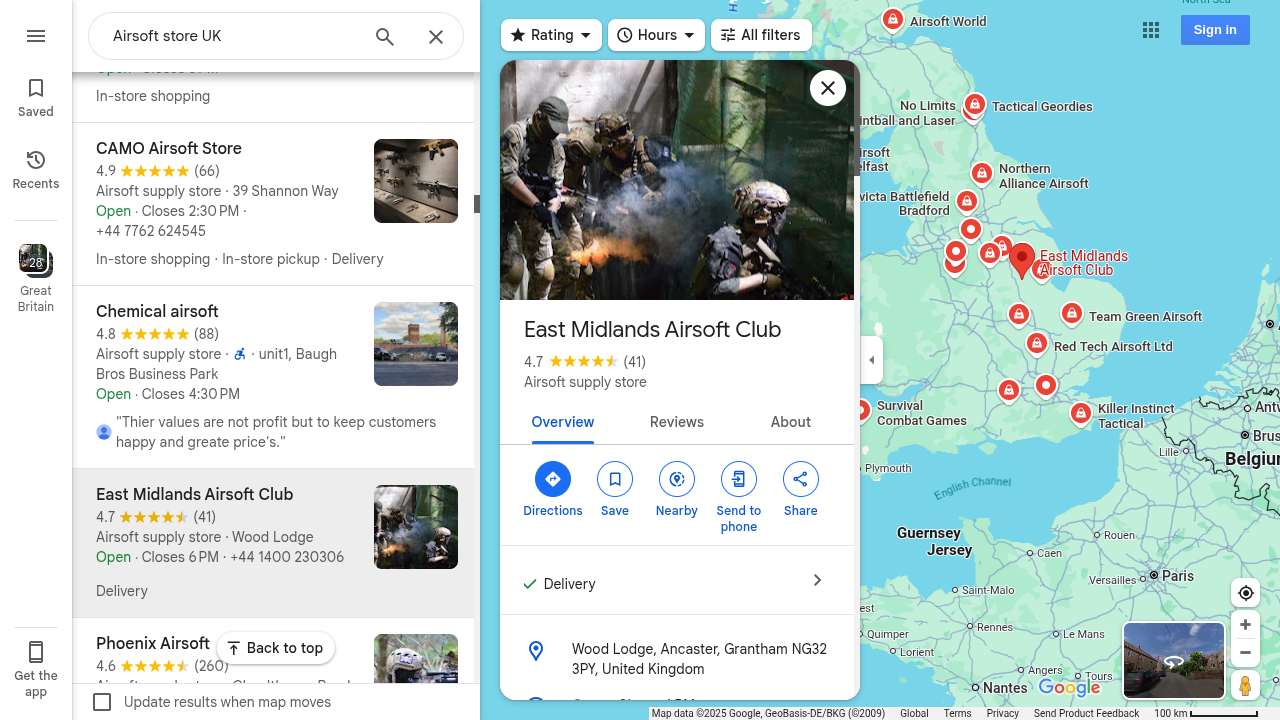 Airsoft store UK
Saved
Recents
28
Great
Britain
Get the
app
In-store shopping
CAMO Airsoft Store
4.9 (66)
Airsoft supply store · 39 Shannon Way
Open · Closes 2:30 PM ·
+44 7762 624545
In-store shopping · In-store pickup · Delivery
Chemical airsoft
4.8 (88)
Airsoft supply store · · unit1, Baugh
Bros Business Park
Open · Closes 4:30 PM
"Thier values are not profit but to keep customers
happy and greate price's."
East Midlands Airsoft Club
4.7 (41)
Airsoft supply store · Wood Lodge
Open · Closes 6 PM · +44 1400 230306
Delivery
Phoenix Airsoft
4.6 (260)
Back to top
Update results when map moves
Rating
Hours
All filters
Sign in
East Midlands Airsoft Club
4.7 (41)
Airsoft supply store
Overview
Reviews
About
Directions
Save
Nearby
Send to
phone
Share
Delivery
Wood Lodge, Ancaster, Grantham NG32
3PY, United Kingdom
North Sea
Airsoft World
No Limits
intball and Laser
Tactical Geordies
irsoft
lfast
Northern
Alliance Airsoft
victa Battlefield
Bradford
East Midlands
Airsoft Club
Team Green Airsoft
Red Tech Airsoft Ltd
Survival
Combat Games
Killer Instinct
Tactical
Plymouth
English Channel
Lille
Antw
Brus
Belgium
Guernsey
Jersey
Caen
Rouen
Versailles
Paris
Saint-Malo
est
Quimper
Rennes
Le Mans
Lorient
Angers
Tours
Nantes
Google
Map data ©2025 Google, GeoBasis-DE/BKG (©2009)
Global
Terms
Privacy
Send Product Feedback
100 km